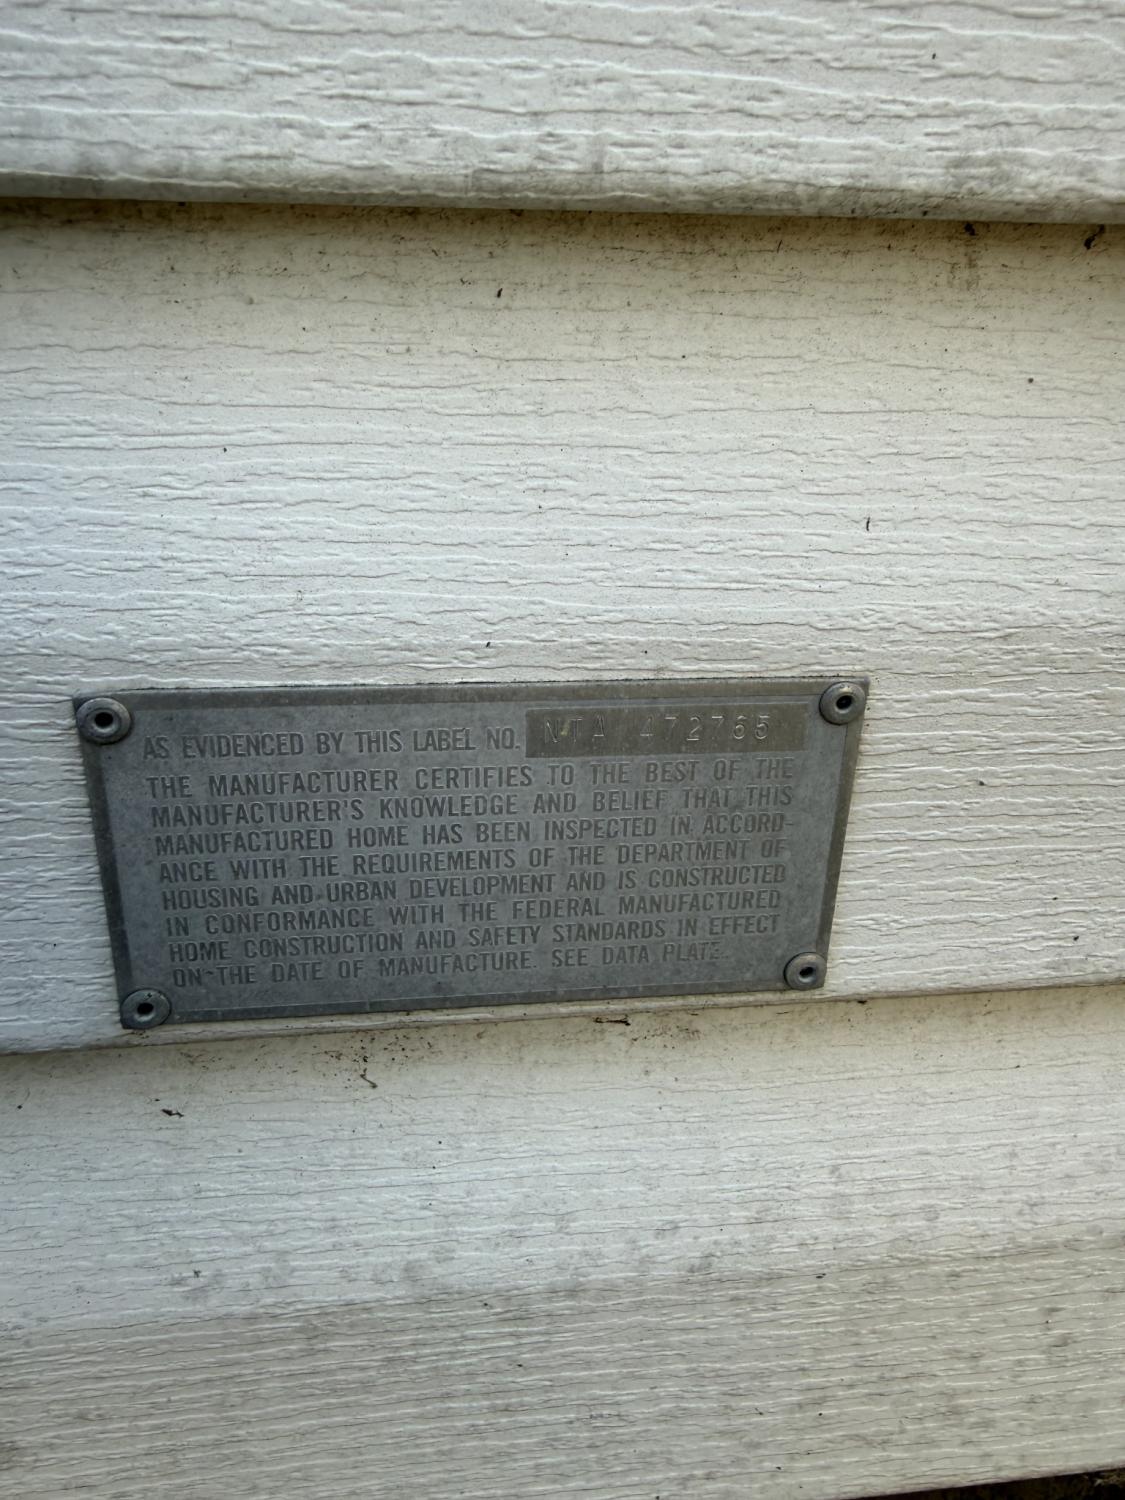 AS EVIDENCED BY THIS LABEL NO. NTA 472765
THE MANUFACTURER CERTIFIES TO THE BEST OF THE
MANUFACTURER'S KNOWLEDGE AND BELIEF THAT THIS
MANUFACTURED HOME HAS BEEN INSPECTED IN ACCORD-
ANCE WITH THE REQUIREMENTS OF THE DEPARTMENT OF
HOUSING AND URBAN DEVELOPMENT AND IS CONSTRUCTED
IN CONFORMANCE WITH THE FEDERAL MANUFACTURED
HOME CONSTRUCTION AND SAFETY STANDARDS IN EFFECT
ON THE DATE OF MANUFACTURE. SEE DATA PLATE.